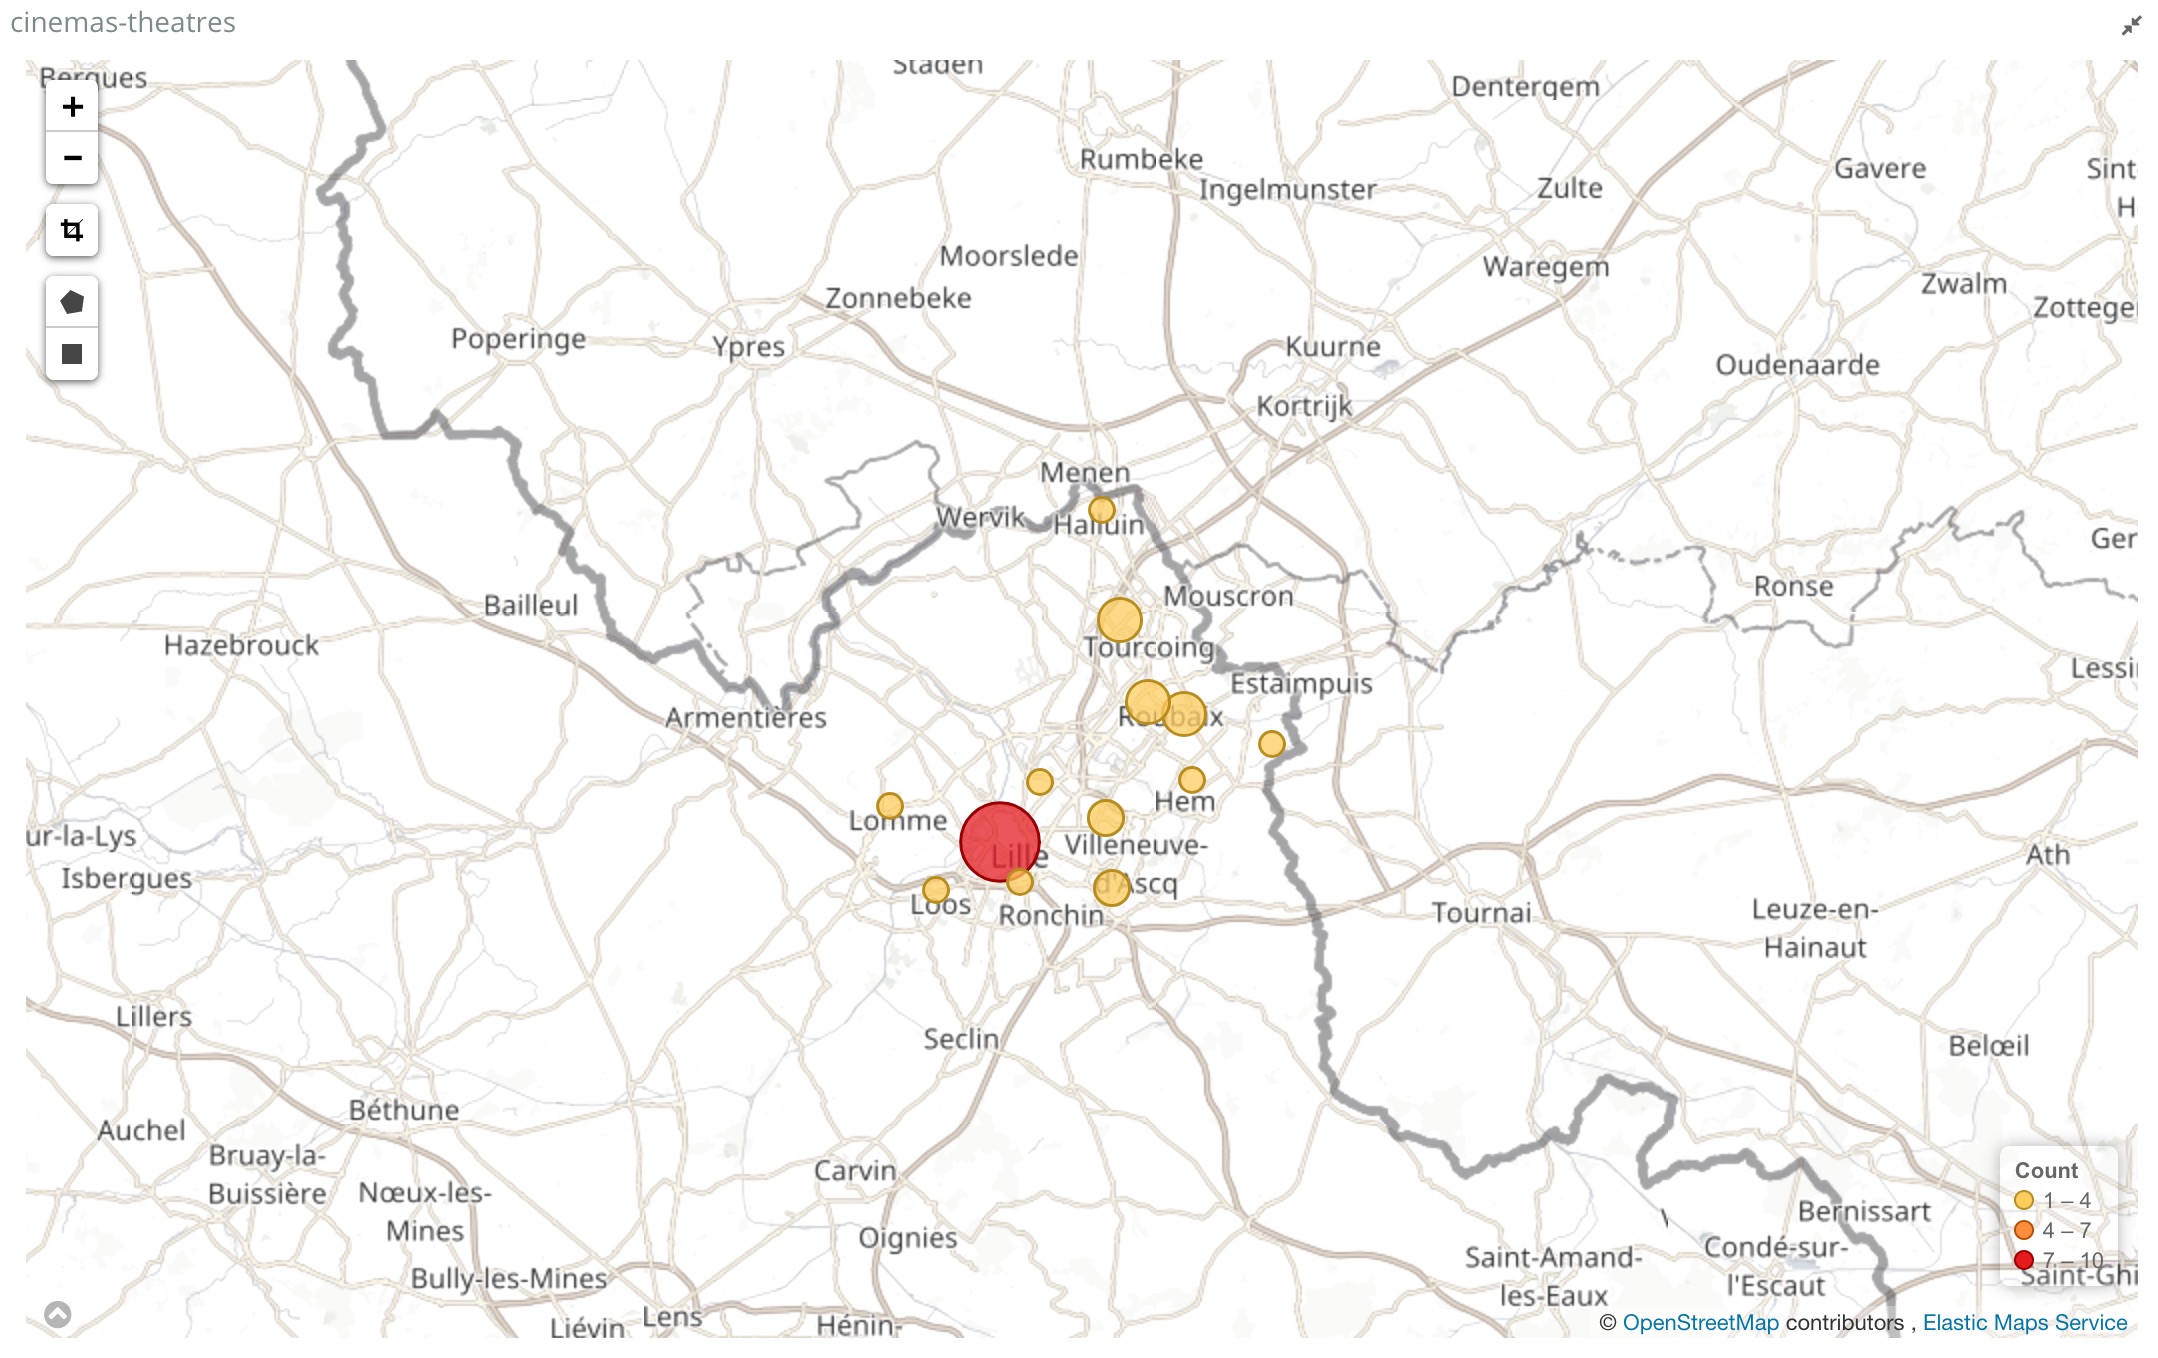 cinemas-theatres
Bergues
Staden
Dentergem
+
−
Rumbeke
Ingelmunster
Zulte
Gavere
Sint
H
Moorslede
Zonnebeke
Waregem
Zwalm
Zottege
Poperinge
Ypres
Kuurne
Oudenaarde
Kortrijk
Menen
Wervik
Halluin
Ger
Bailleul
Mouscron
Ronse
Hazebrouck
Tourcoing
Lessi
Estaimpuis
Armentières
Roubaix
Hem
Lomme
ur-la-Lys
Lille
Villeneuve-
d'Ascq
Ath
Isbergues
Loos
Ronchin
Tournai
Leuze-en-
Hainaut
Lillers
Seclin
Belœil
Béthune
Auchel
Bruay-la-
Buissière
Nœux-les-
Mines
Carvin
Oignies
Bully-les-Mines
Lens
Liévin
Hénin-
Saint-Amand-
les-Eaux
Condé-sur-
l'Escaut
Bernissart
Saint-Ghi
Count
1 – 4
4 – 7
7 – 10
© OpenStreetMap contributors , Elastic Maps Service